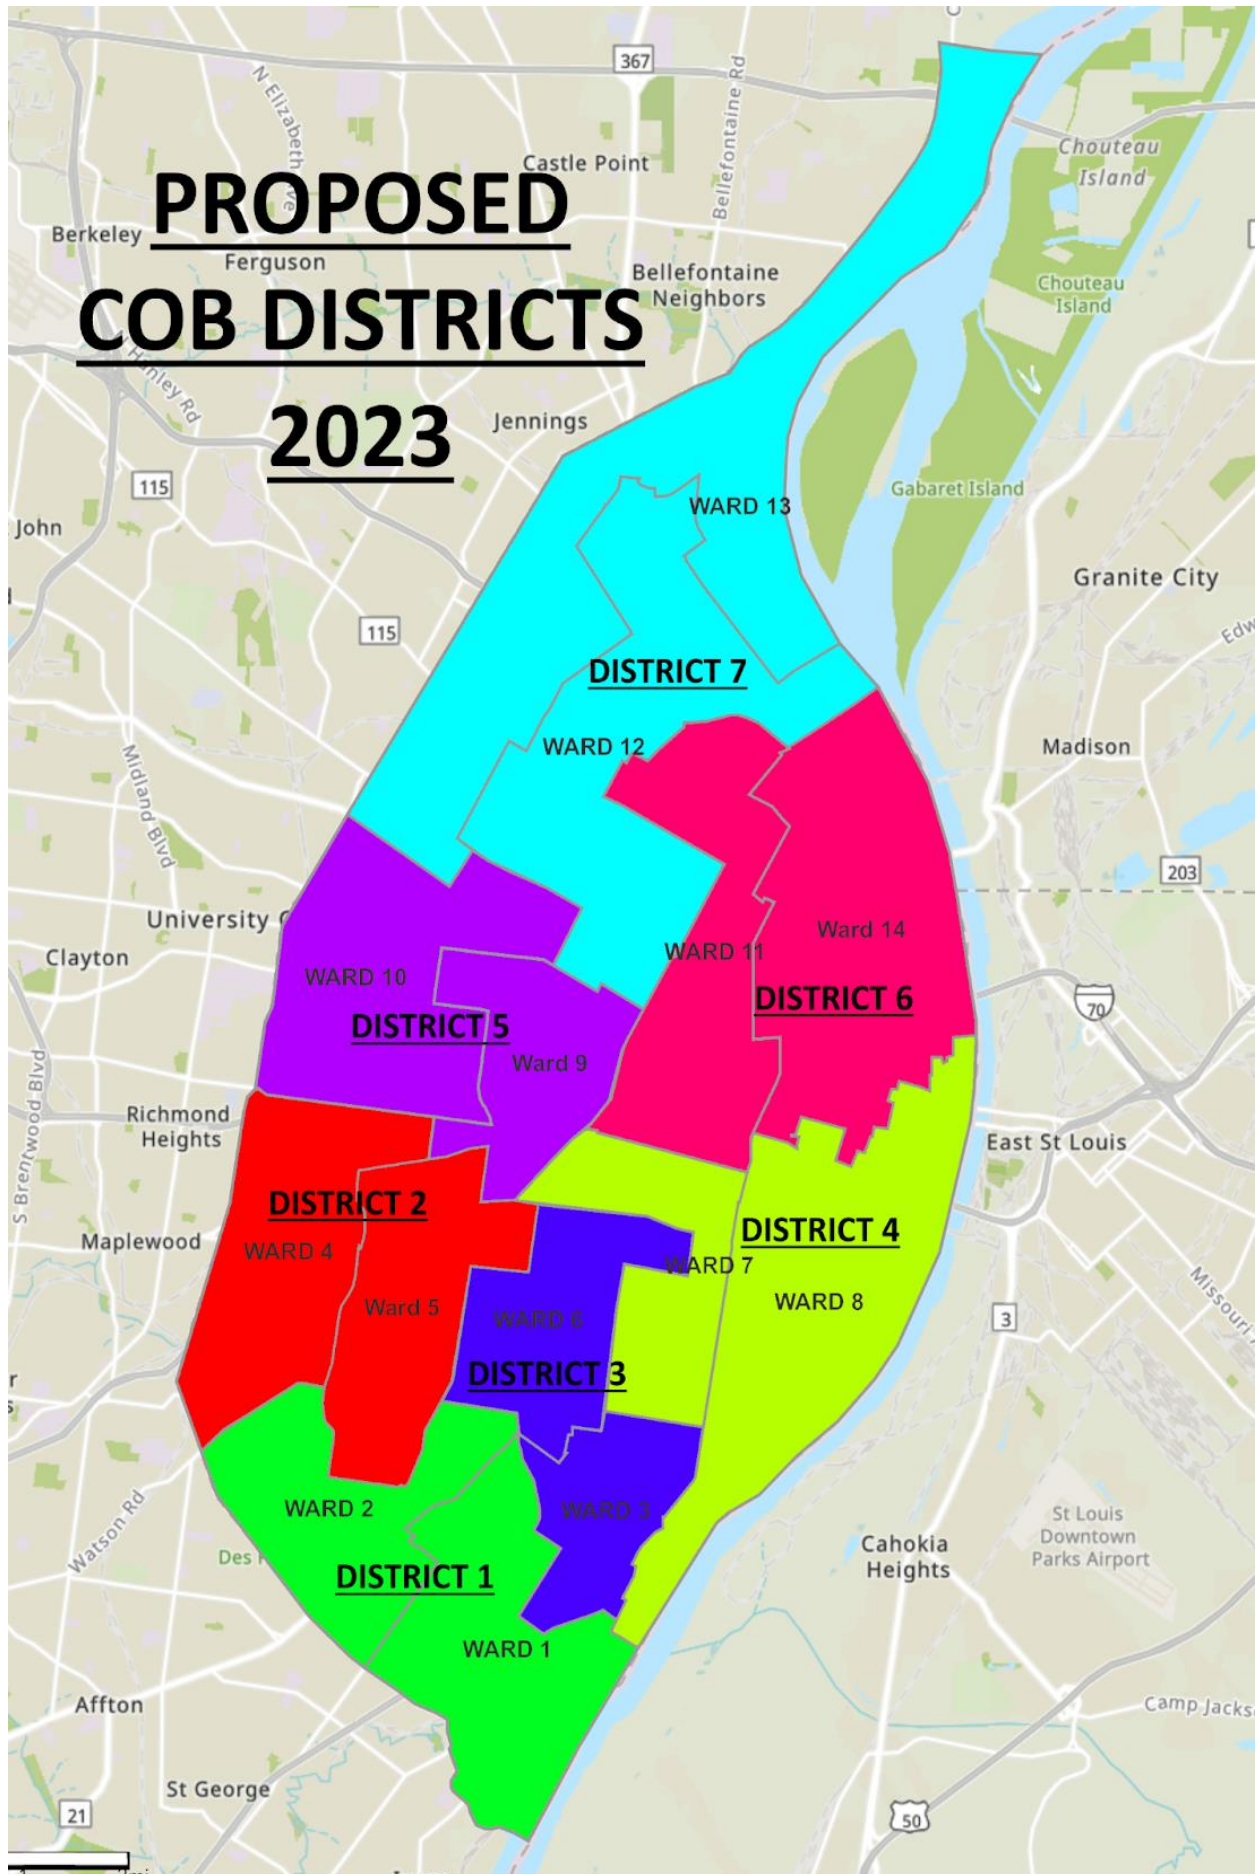 367
N Elizabeth Ave
Bellefontaine Rd
Castle Point
Chouteau
Island
PROPOSED
Berkeley
Ferguson
Bellefontaine
Neighbors
Chouteau
Island
COB DISTRICTS
Hanley Rd
2023
Jennings
115
Gabaret Island
WARD 13
John
Granite City
115
DISTRICT 7
WARD 12
Madison
Midland Blvd
203
University
Ward 14
WARD 11
Clayton
WARD 10
DISTRICT 6
70
DISTRICT 5
Ward 9
S Brentwood Blvd
Richmond
Heights
East St Louis
DISTRICT 2
DISTRICT 4
Maplewood
WARD 4
WARD 7
WARD 8
Ward 5
Missouri
WARD 6
3
DISTRICT 3
WARD 2
WARD 3
Watson Rd
St Louis
Downtown
Parks Airport
Cahokia
Heights
Des
DISTRICT 1
WARD 1
Affton
Camp Jacks
St George
21
50